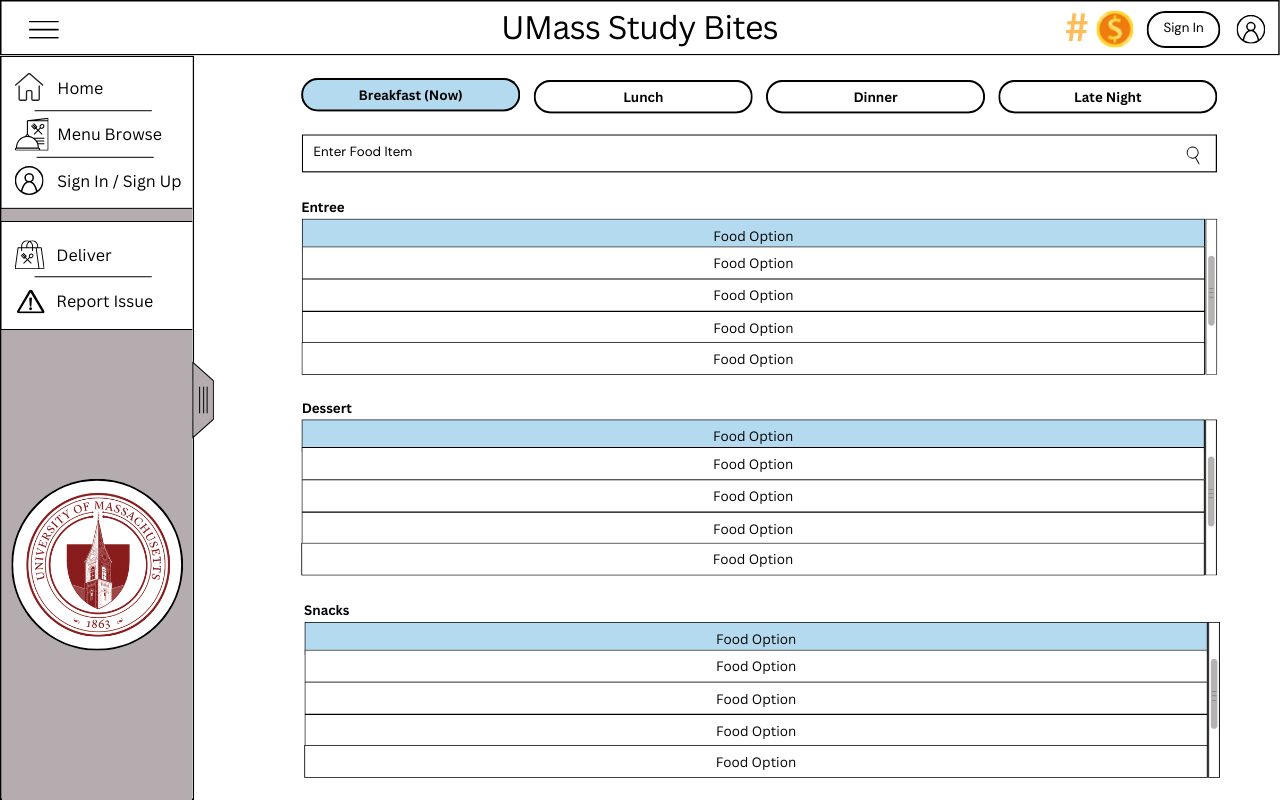 UMass Study Bites
#
$
Sign In
Home
Menu Browse
Sign In / Sign Up
Deliver
Report Issue
UNIVERSITY OF MASSACHUSETTS
1863
Breakfast (Now)
Lunch
Dinner
Late Night
Enter Food Item
Entree
Food Option
Food Option
Food Option
Food Option
Food Option
Dessert
Food Option
Food Option
Food Option
Food Option
Food Option
Snacks
Food Option
Food Option
Food Option
Food Option
Food Option